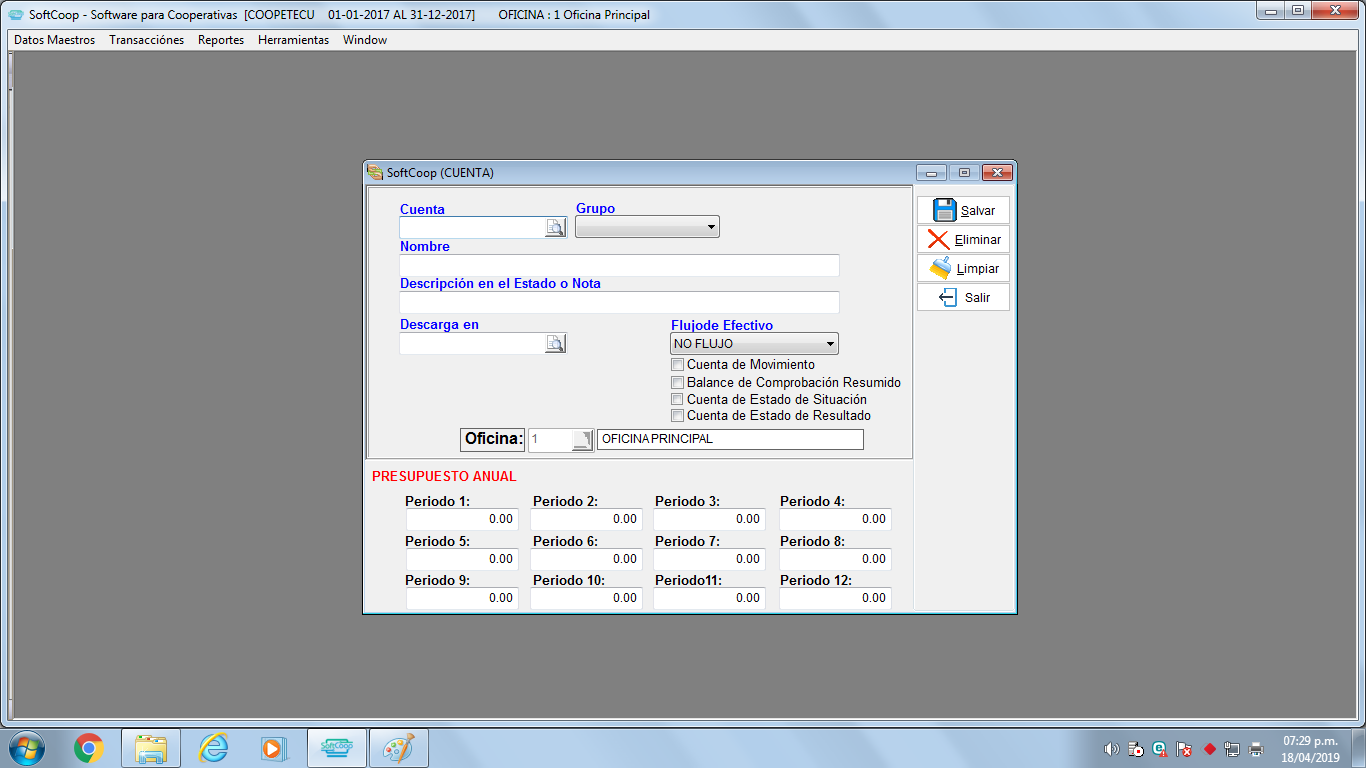 SoftCoop - Software para Cooperativas [COOPETECU 01-01-2017 AL 31-12-2017] OFICINA : 1 Oficina Principal
Datos Maestros Transacciónes Reportes Herramientas Window
SoftCoop (CUENTA)
Cuenta Grupo
Salvar
Eliminar
Nombre
Limpiar
Descripción en el Estado o Nota
Salir
Descarga en Flujode Efectivo
NO FLUJO
Cuenta de Movimiento
Balance de Comprobación Resumido
Cuenta de Estado de Situación
Cuenta de Estado de Resultado
Oficina: 1 OFICINA PRINCIPAL
PRESUPUESTO ANUAL
Periodo 1: Periodo 2: Periodo 3: Periodo 4:
0.00 0.00 0.00 0.00
Periodo 5: Periodo 6: Periodo 7: Periodo 8:
0.00 0.00 0.00 0.00
Periodo 9: Periodo 10: Periodo11: Periodo 12:
0.00 0.00 0.00 0.00
SoftCoop
07:29 p.m.
18/04/2019